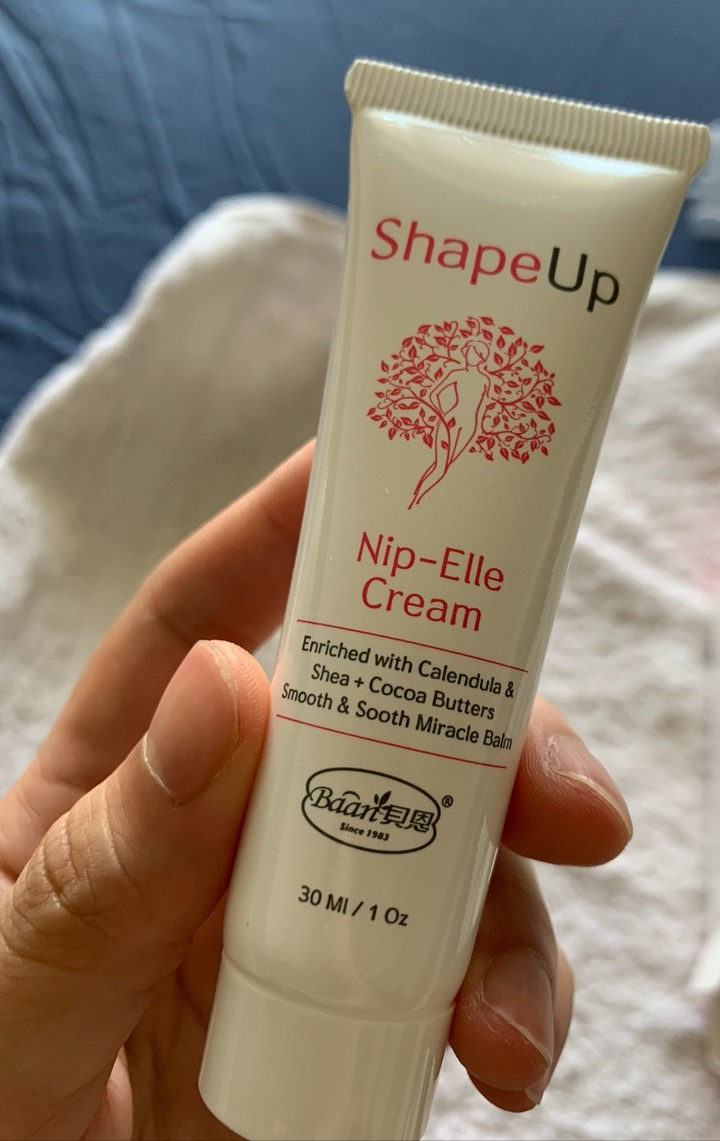 ShapeUp
Nip-Elle
Cream
Enriched with Calendula &
Shea + Cocoa Butters
Smooth & Sooth Miracle Balm
Baan貝恩®
Since 1983
30 Ml / 1 Oz